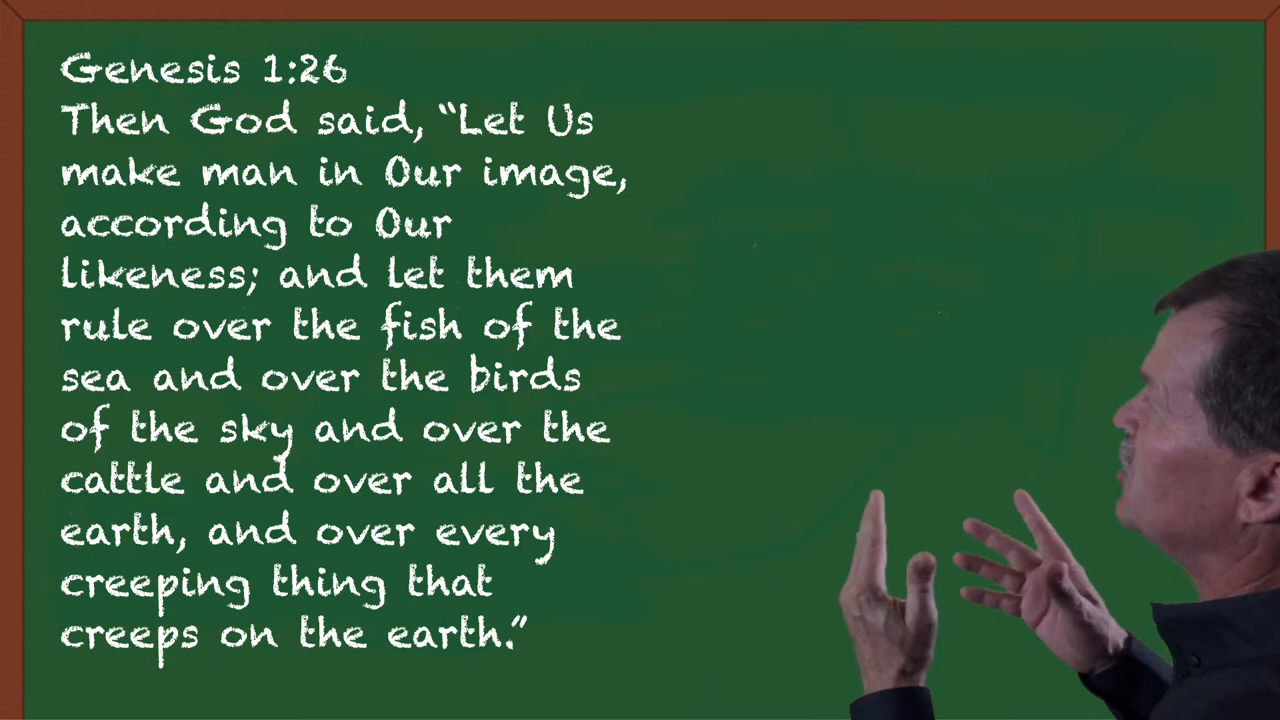 Genesis 1:26
Then God said, “Let Us
make man in Our image,
according to Our
likeness; and let them
rule over the fish of the
sea and over the birds
of the sky and over the
cattle and over all the
earth, and over every
creeping thing that
creeps on the earth.”